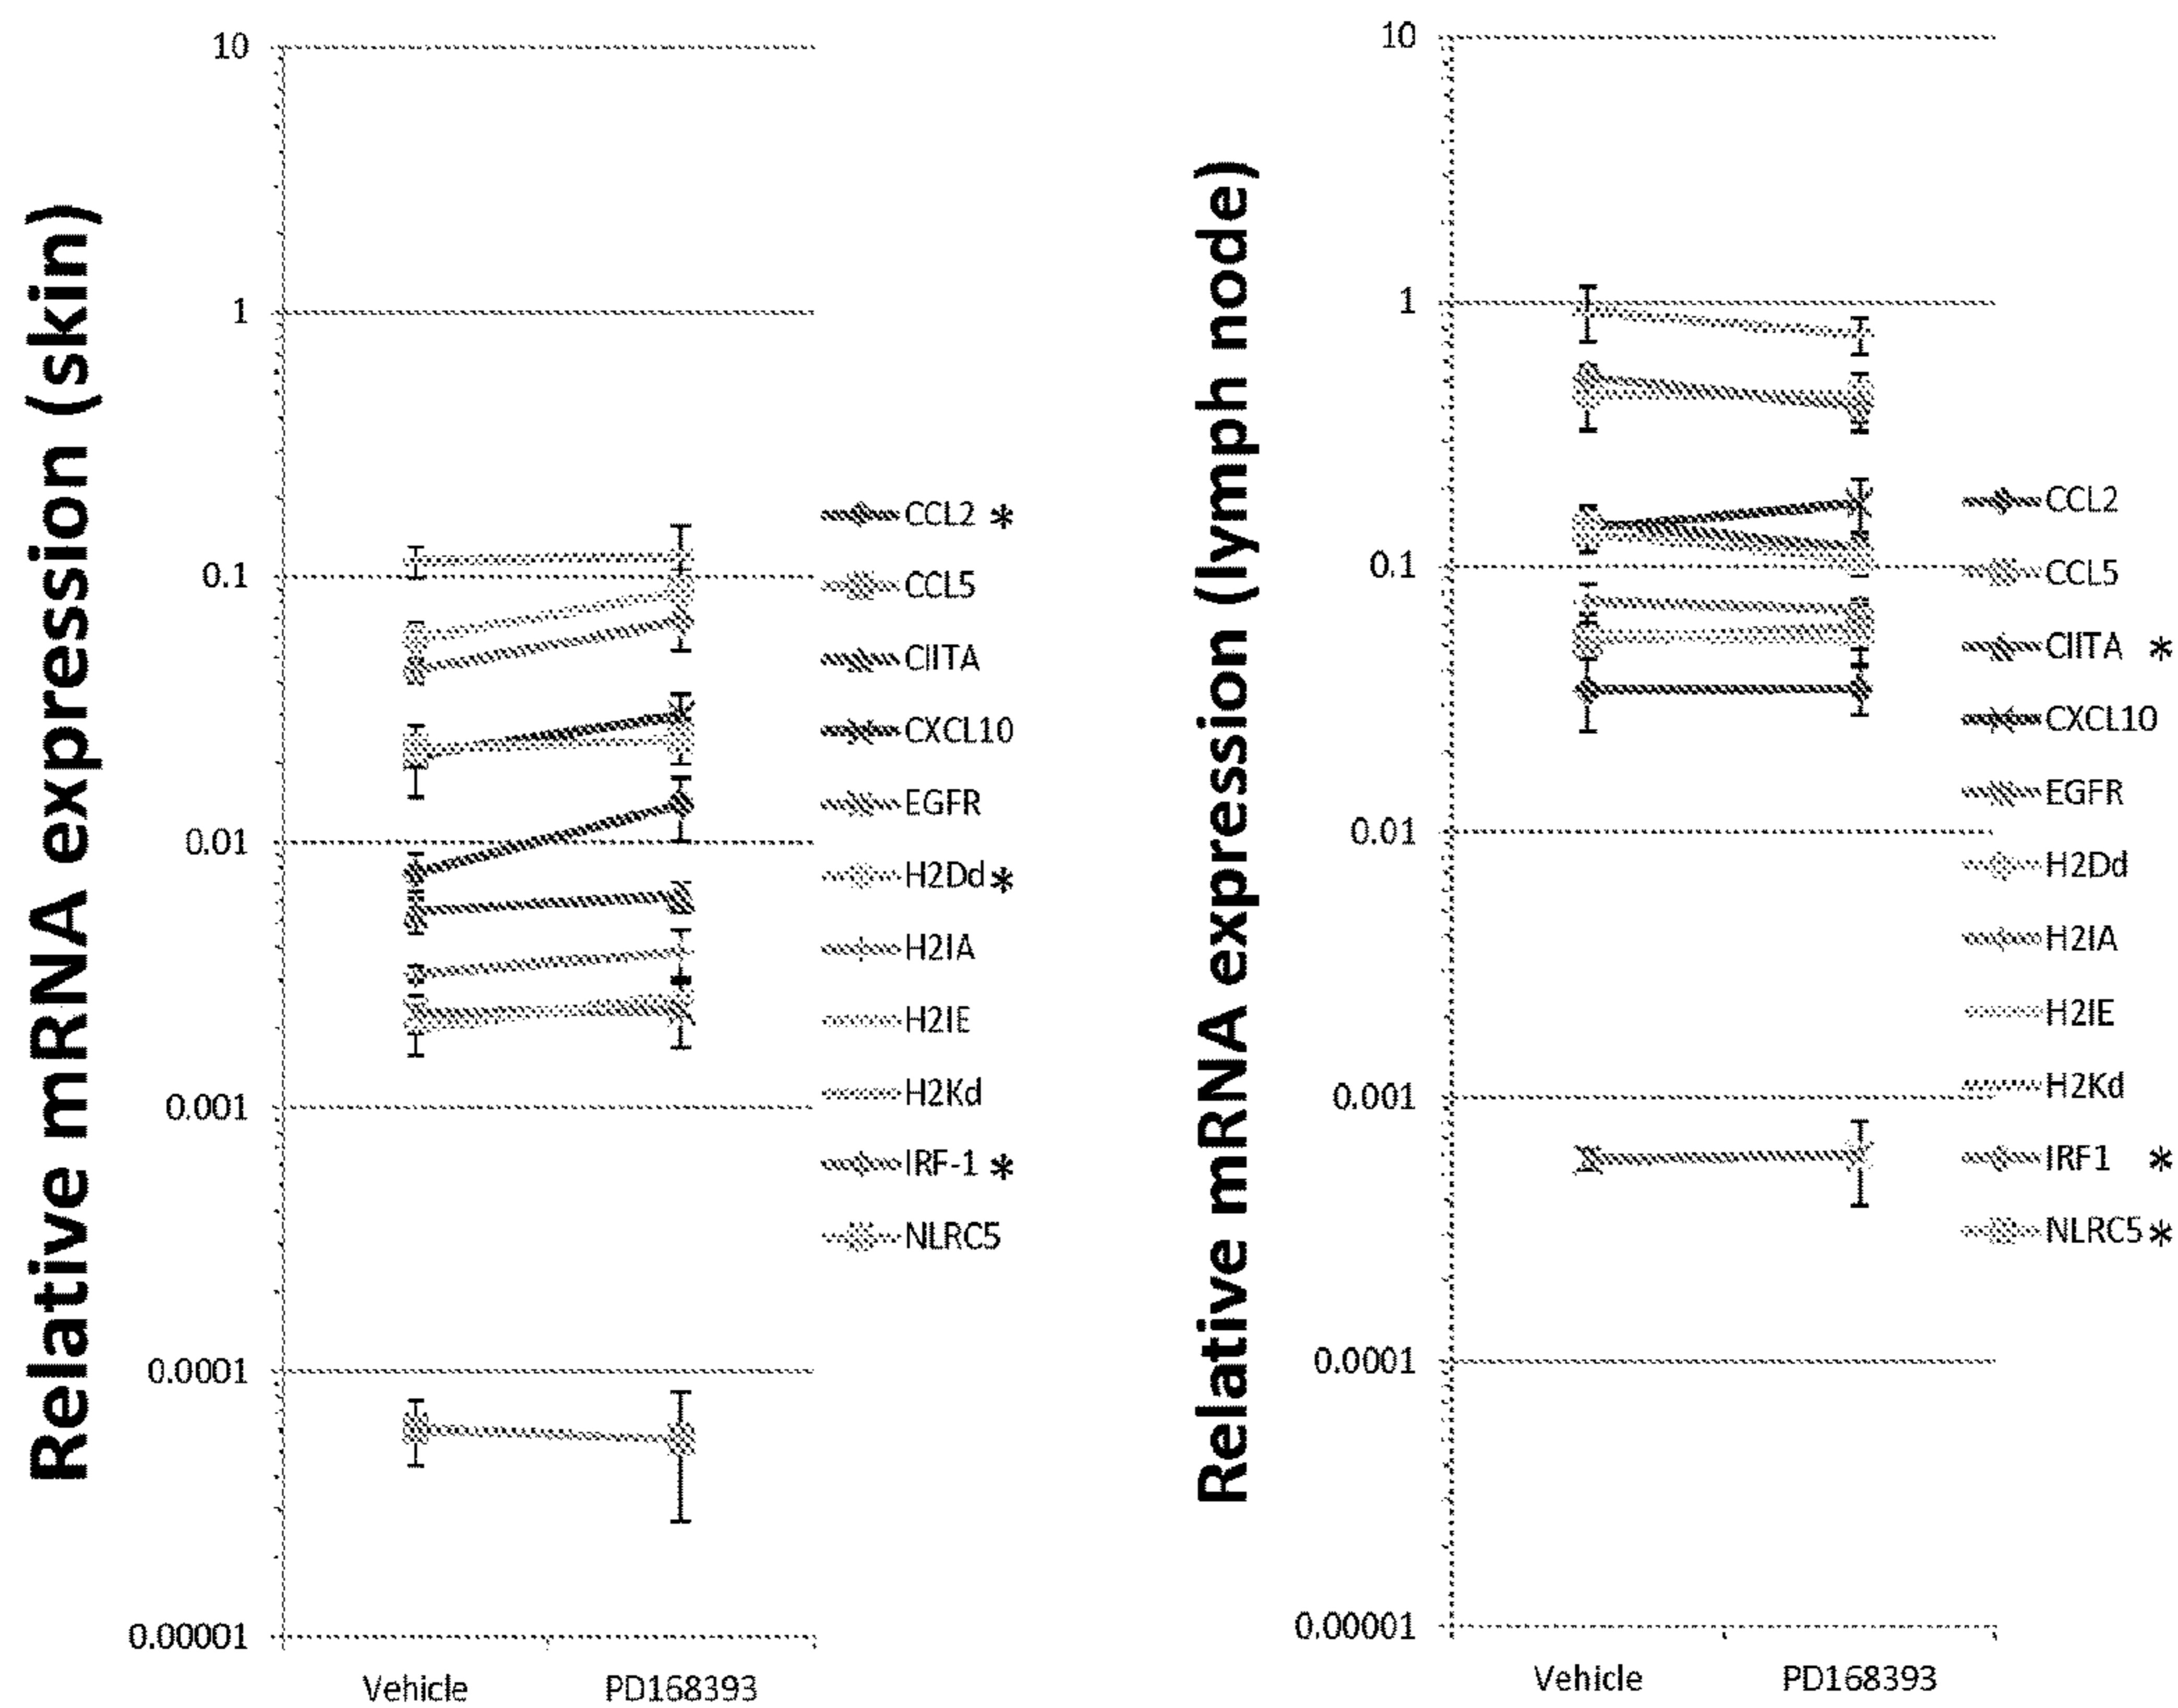 Relative mRNA expression (skin)
10
1
0.1
0.01
0.001
0.0001
0.00001
Vehicle PD168393
CCL2 *
CCL5
CIITA
CXCL10
EGFR
H2Dd *
H2IA
H2IE
H2Kd
IRF-1 *
NLRC5
Relative mRNA expression (lymph node)
10
1
0.1
0.01
0.001
0.0001
0.00001
Vehicle PD168393
CCL2
CCL5
CIITA *
CXCL10
EGFR
H2Dd
H2IA
H2IE
H2Kd
IRF1 *
NLRC5 *